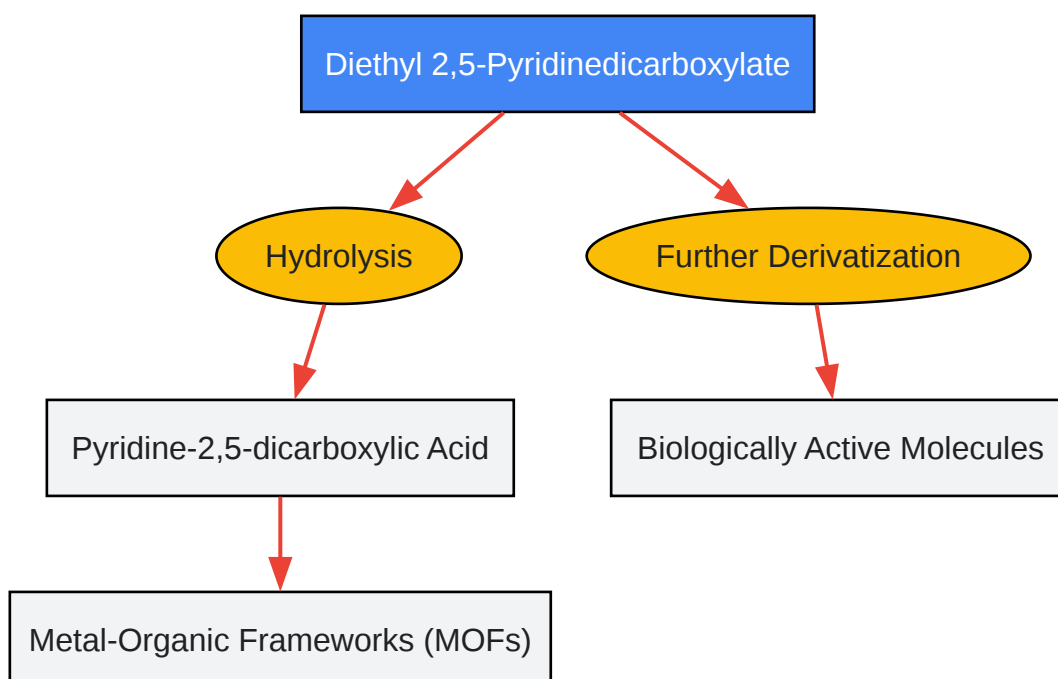 Diethyl 2,5-Pyridinedicarboxylate
Hydrolysis
Further Derivatization
Pyridine-2,5-dicarboxylic Acid
Biologically Active Molecules
Metal-Organic Frameworks (MOFs)